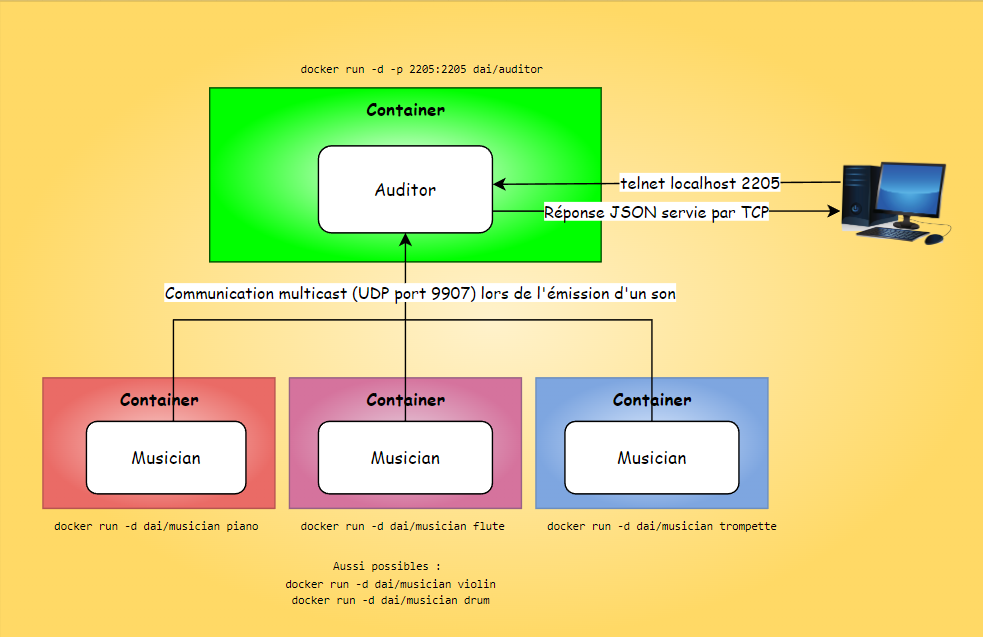 docker run -d -p 2205:2205 dai/auditor
Container
Auditor
telnet localhost 2205
Réponse JSON servie par TCP
Communication multicast (UDP port 9907) lors de l'émission d'un son
Container
Container
Container
Musician
Musician
Musician
docker run -d dai/musician piano
docker run -d dai/musician flute
docker run -d dai/musician trompette
Aussi possibles :
docker run -d dai/musician violin
docker run -d dai/musician drum